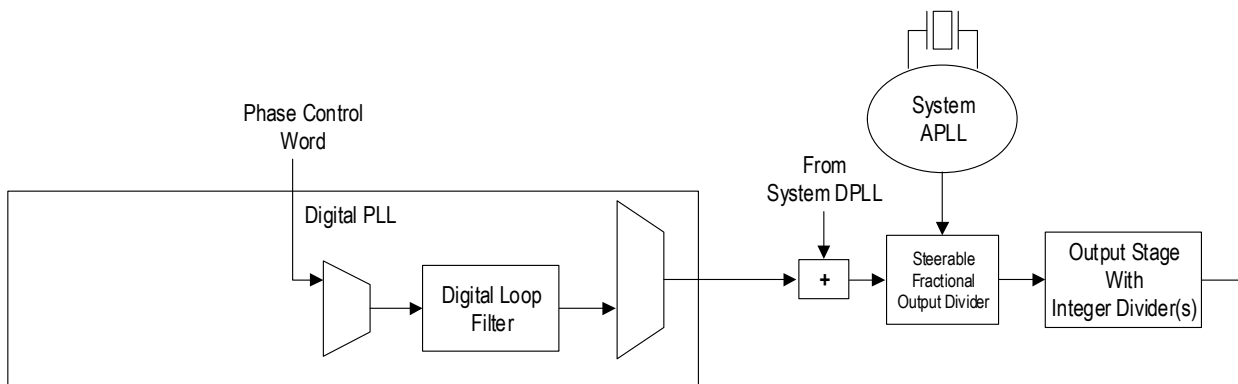 Phase Control
Word
Digital PLL
Digital Loop
Filter
From
System DPLL
+
System
APLL
Steerable
Fractional
Output Divider
Output Stage
With
Integer Divider(s)